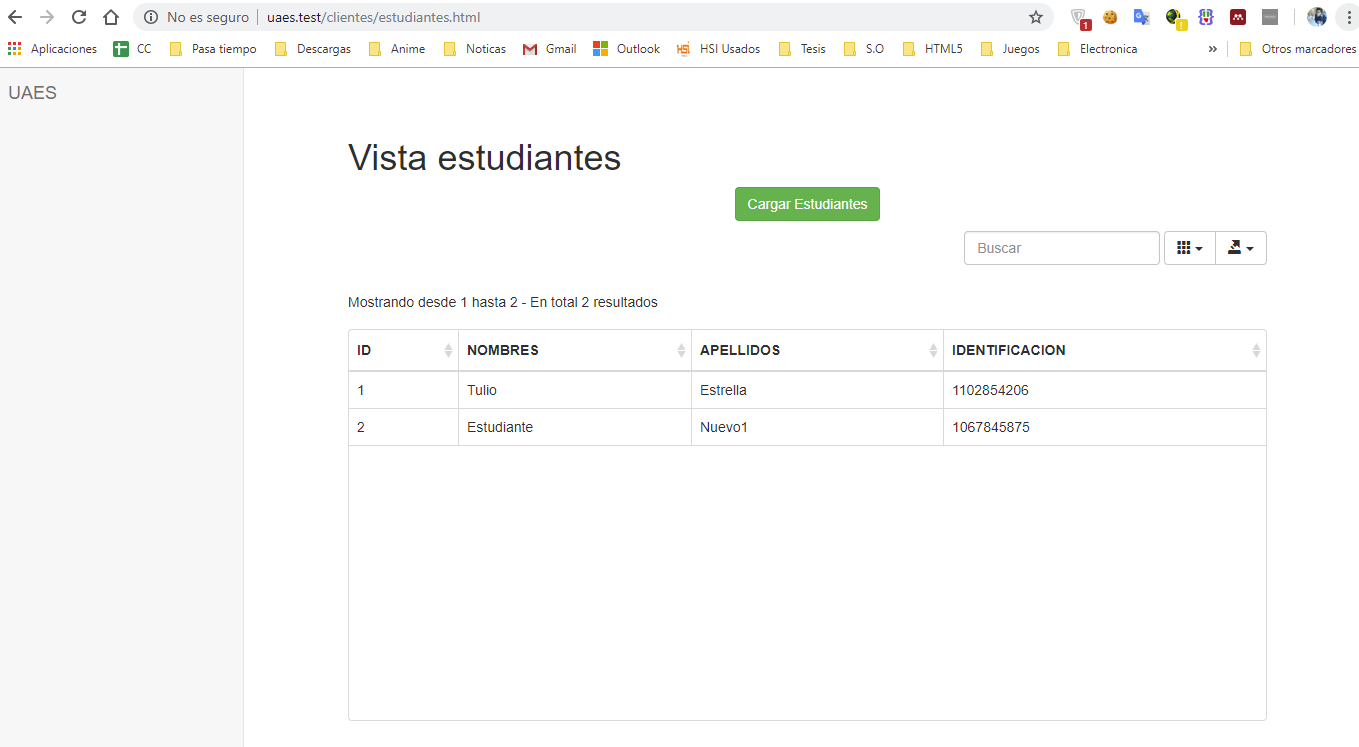 No es seguro uaes.test/clientes/estudiantes.html 1
Aplicaciones CC Pasa tiempo Descargas Anime Noticas Gmail Outlook HSI Usados Tesis S.O HTML5 Juegos Electronica » Otros marcadores
UAES
Vista estudiantes
Cargar Estudiantes
Buscar
Mostrando desde 1 hasta 2 - En total 2 resultados
ID NOMBRES APELLIDOS IDENTIFICACION
1 Tulio Estrella 1102854206
2 Estudiante Nuevo1 1067845875